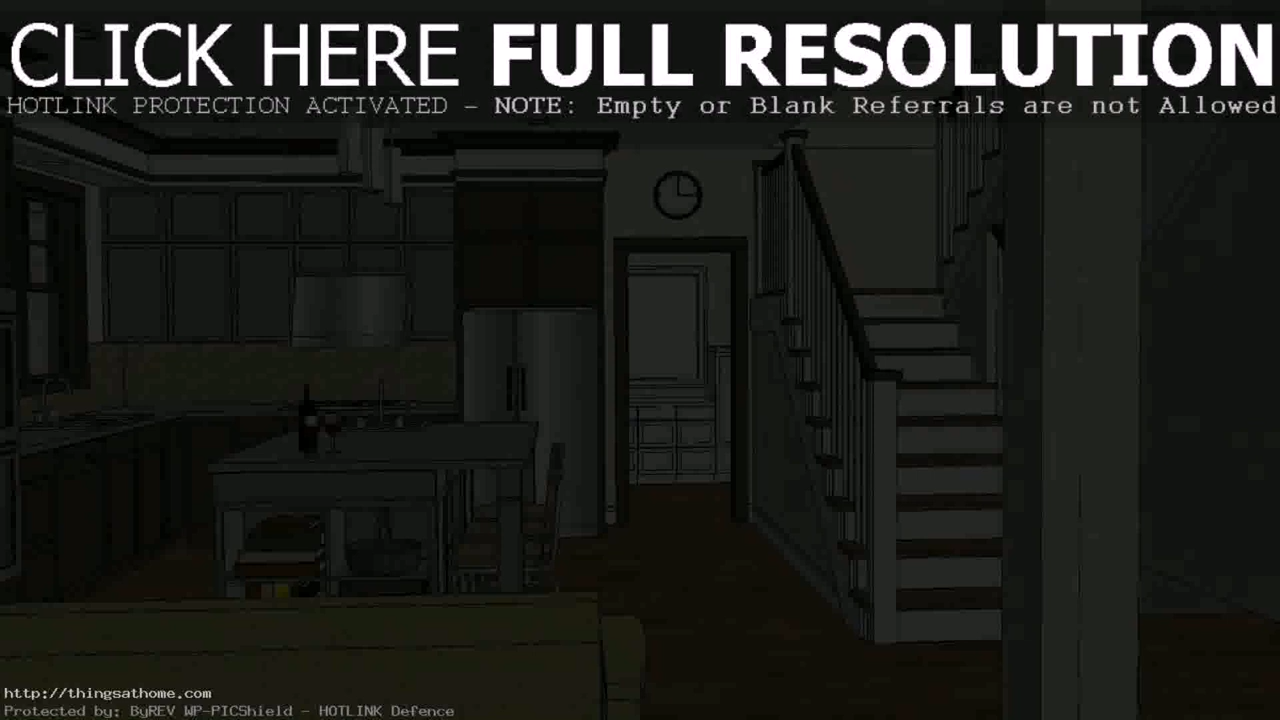 CLICK HERE FULL RESOLUTION
HOTLINK PROTECTION ACTIVATED - NOTE: Empty or Blank Referrals are not Allowed
http://thingsathome.com
Protected by: ByREV WP-PICShield - HOTLINK Defence